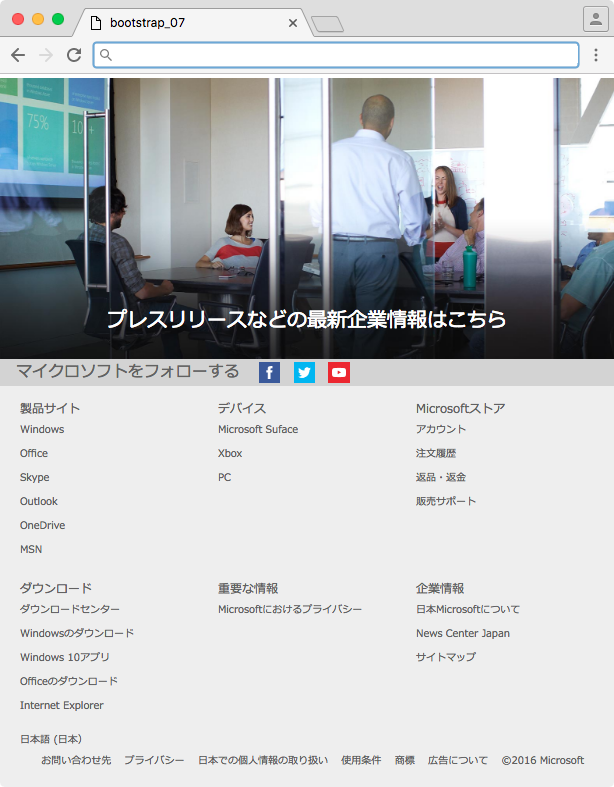 bootstrap_07
75%
プレスリリースなどの最新企業情報はこちら
マイクロソフトをフォローする
製品サイト デバイス Microsoftストア
Windows Microsoft Suface アカウント
Office Xbox 注文履歴
Skype PC 返品・返金
Outlook 販売サポート
OneDrive
MSN
ダウンロード 重要な情報 企業情報
ダウンロードセンター Microsoftにおけるプライバシー 日本Microsoftについて
Windowsのダウンロード News Center Japan
Windows 10アプリ サイトマップ
Officeのダウンロード
Internet Explorer
日本語 (日本)
お問い合わせ先 プライバシー 日本での個人情報の取り扱い 使用条件 商標 広告について ©2016 Microsoft